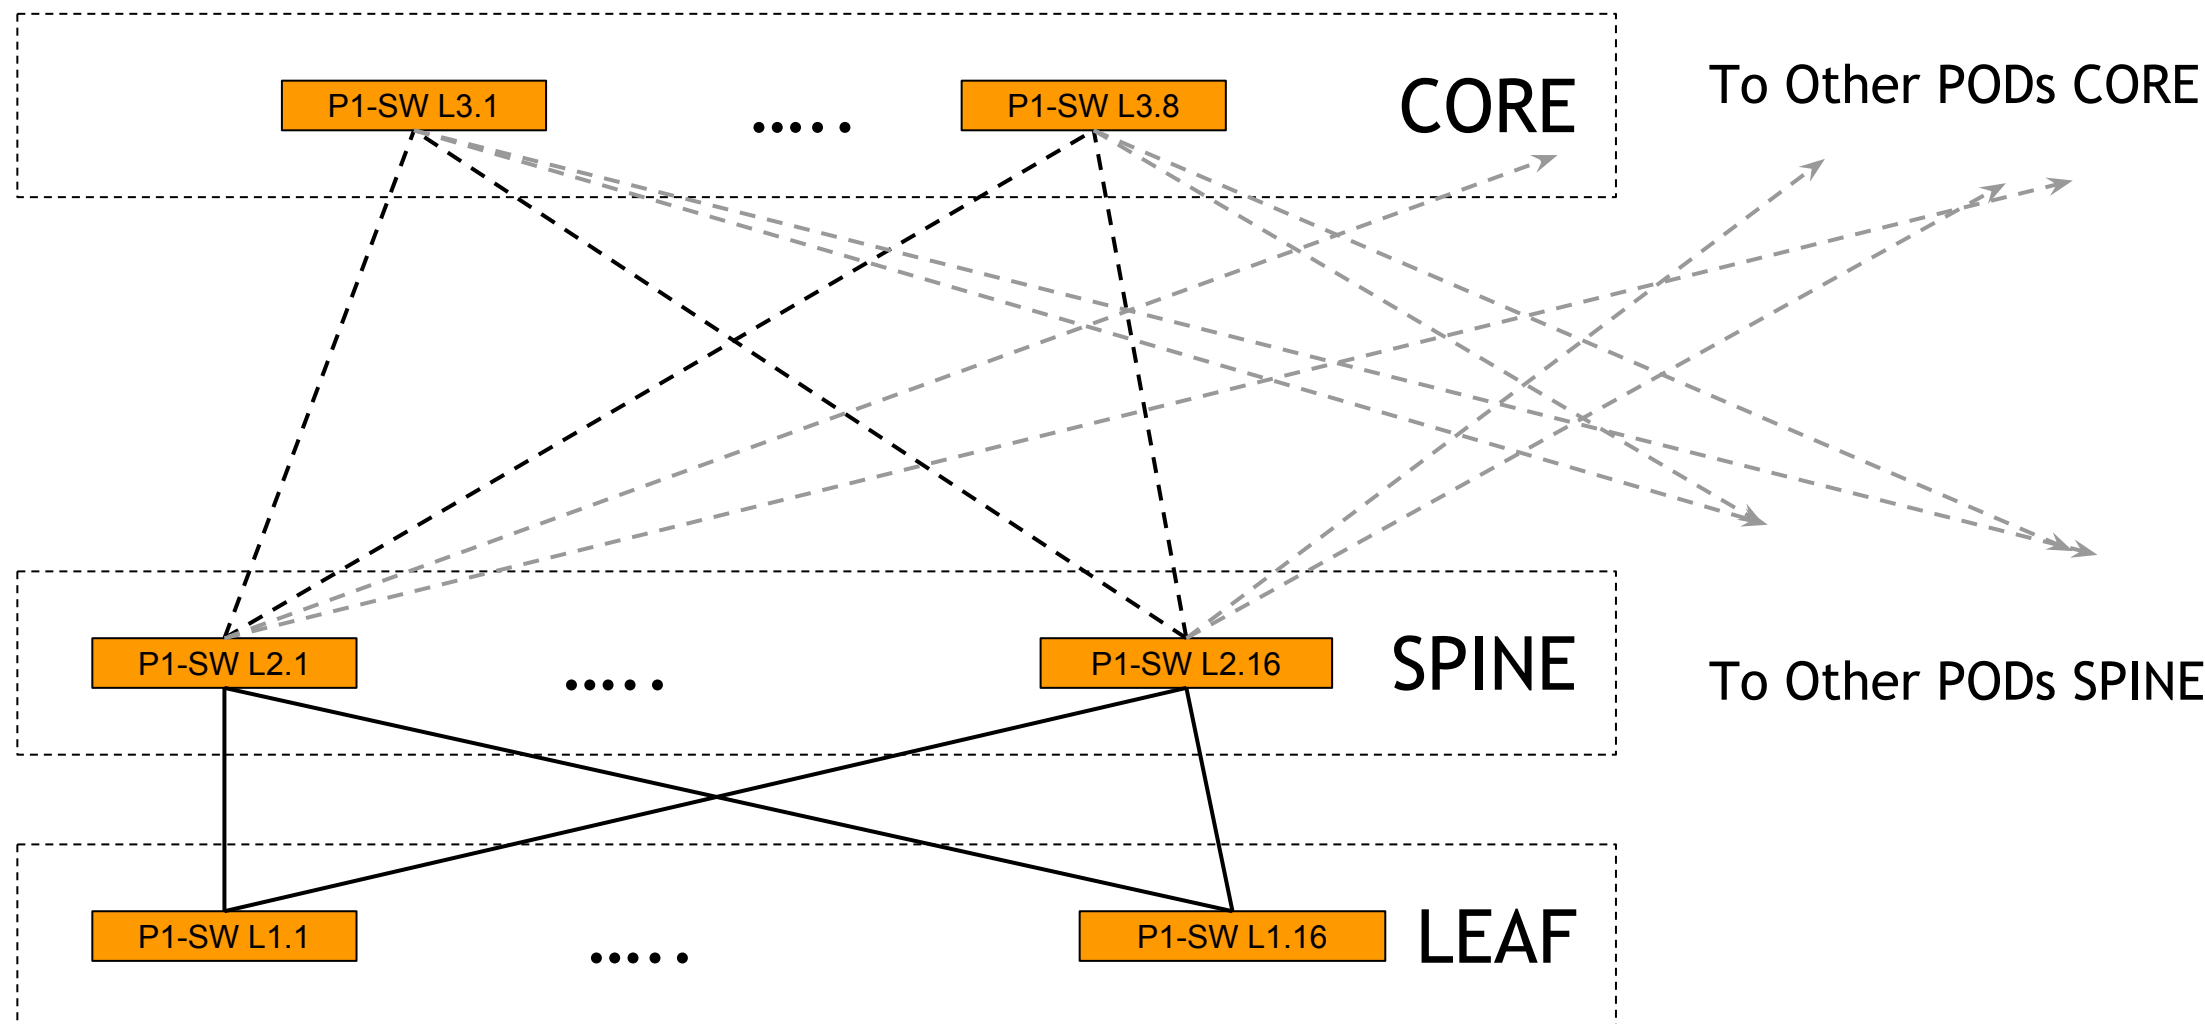 P1-SW L3.1
.....
P1-SW L3.8
CORE
To Other PODs CORE
P1-SW L2.1
.....
P1-SW L2.16
SPINE
To Other PODs SPINE
P1-SW L1.1
.....
P1-SW L1.16
LEAF